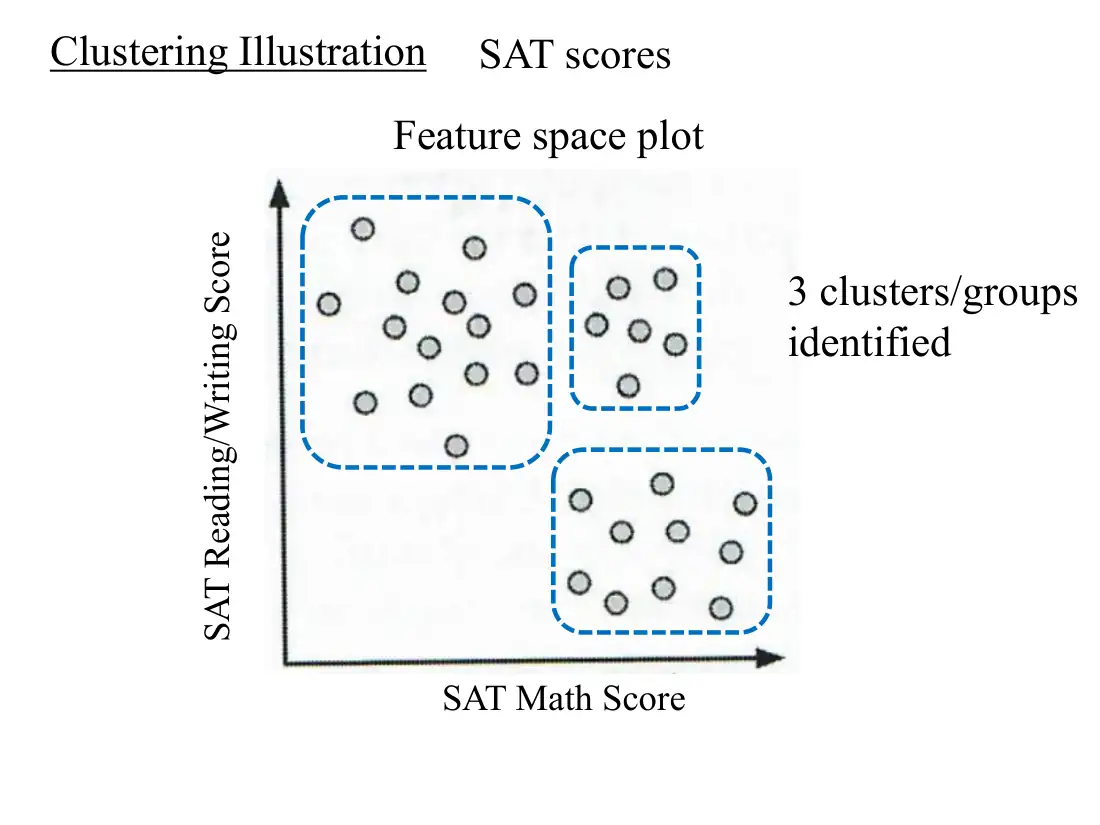 Clustering Illustration SAT scores
Feature space plot
SAT Reading/Writing Score
3 clusters/groups
identified
SAT Math Score